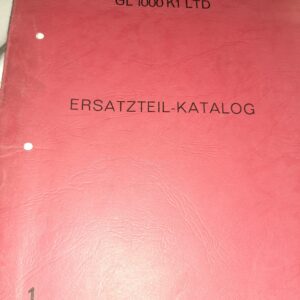 GL 1000 K1 LTD
ERSATZTEIL-KATALOG
1